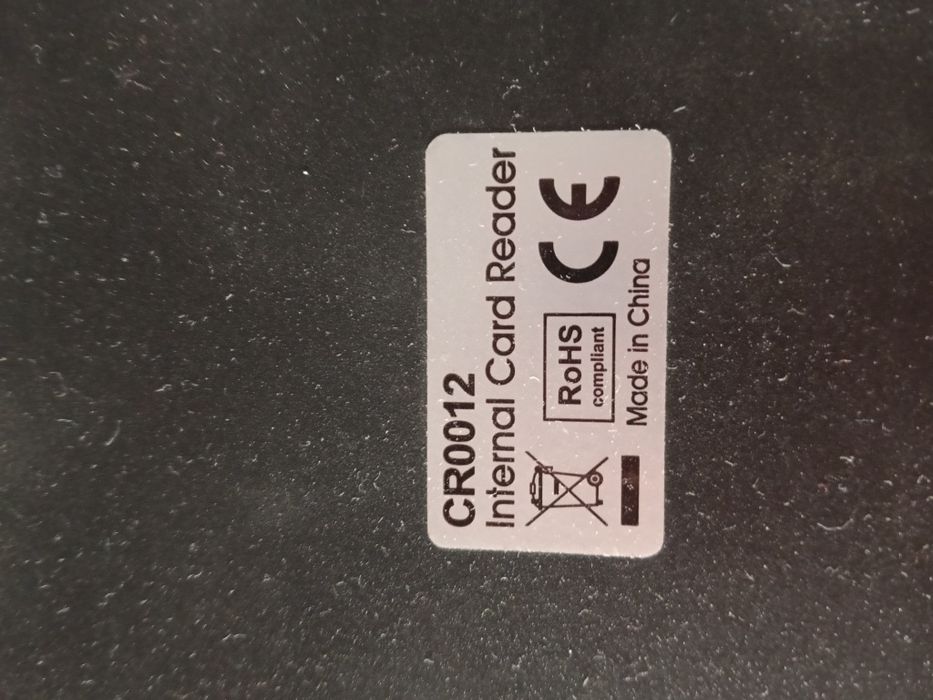 CR0012
Internal Card Reader
RoHS
compliant
CE
Made in China